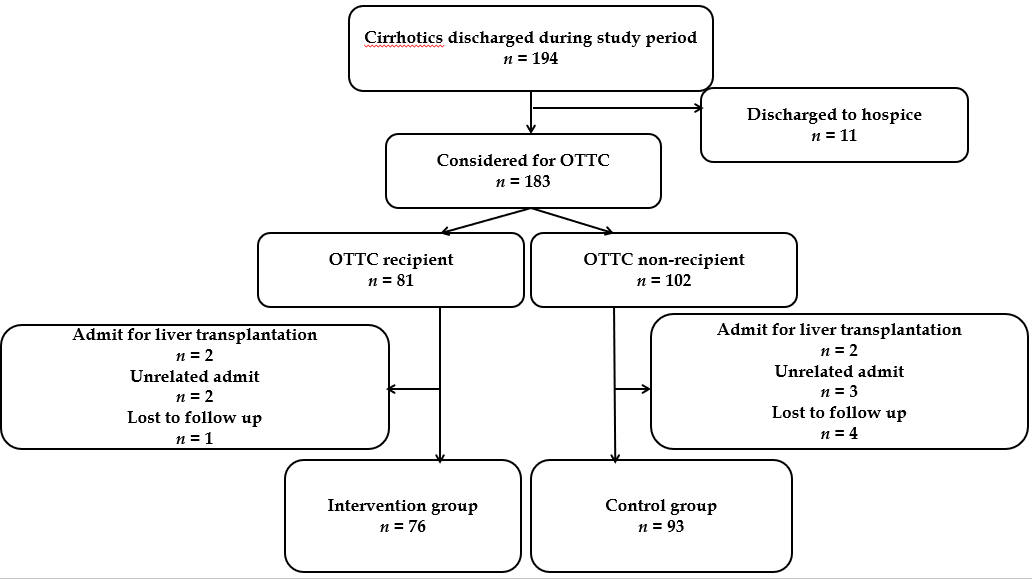 Cirrhotics discharged during study period
n = 194
Discharged to hospice
n = 11
Considered for OTTC
n = 183
OTTC recipient
n = 81
OTTC non-recipient
n = 102
Admit for liver transplantation
n = 2
Unrelated admit
n = 2
Lost to follow up
n = 1
Admit for liver transplantation
n = 2
Unrelated admit
n = 3
Lost to follow up
n = 4
Intervention group
n = 76
Control group
n = 93